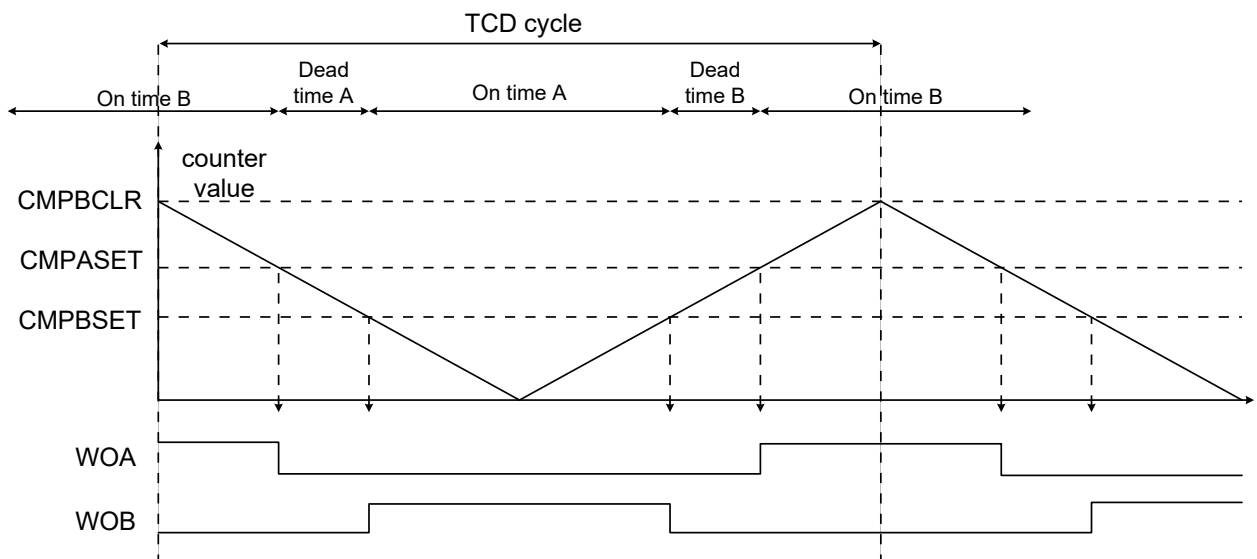 TCD cycle
Dead
time A
Dead
time B
On time B
On time A
On time B
counter
value
CMPBCLR
CMPASET
CMPBSET
WOA
WOB